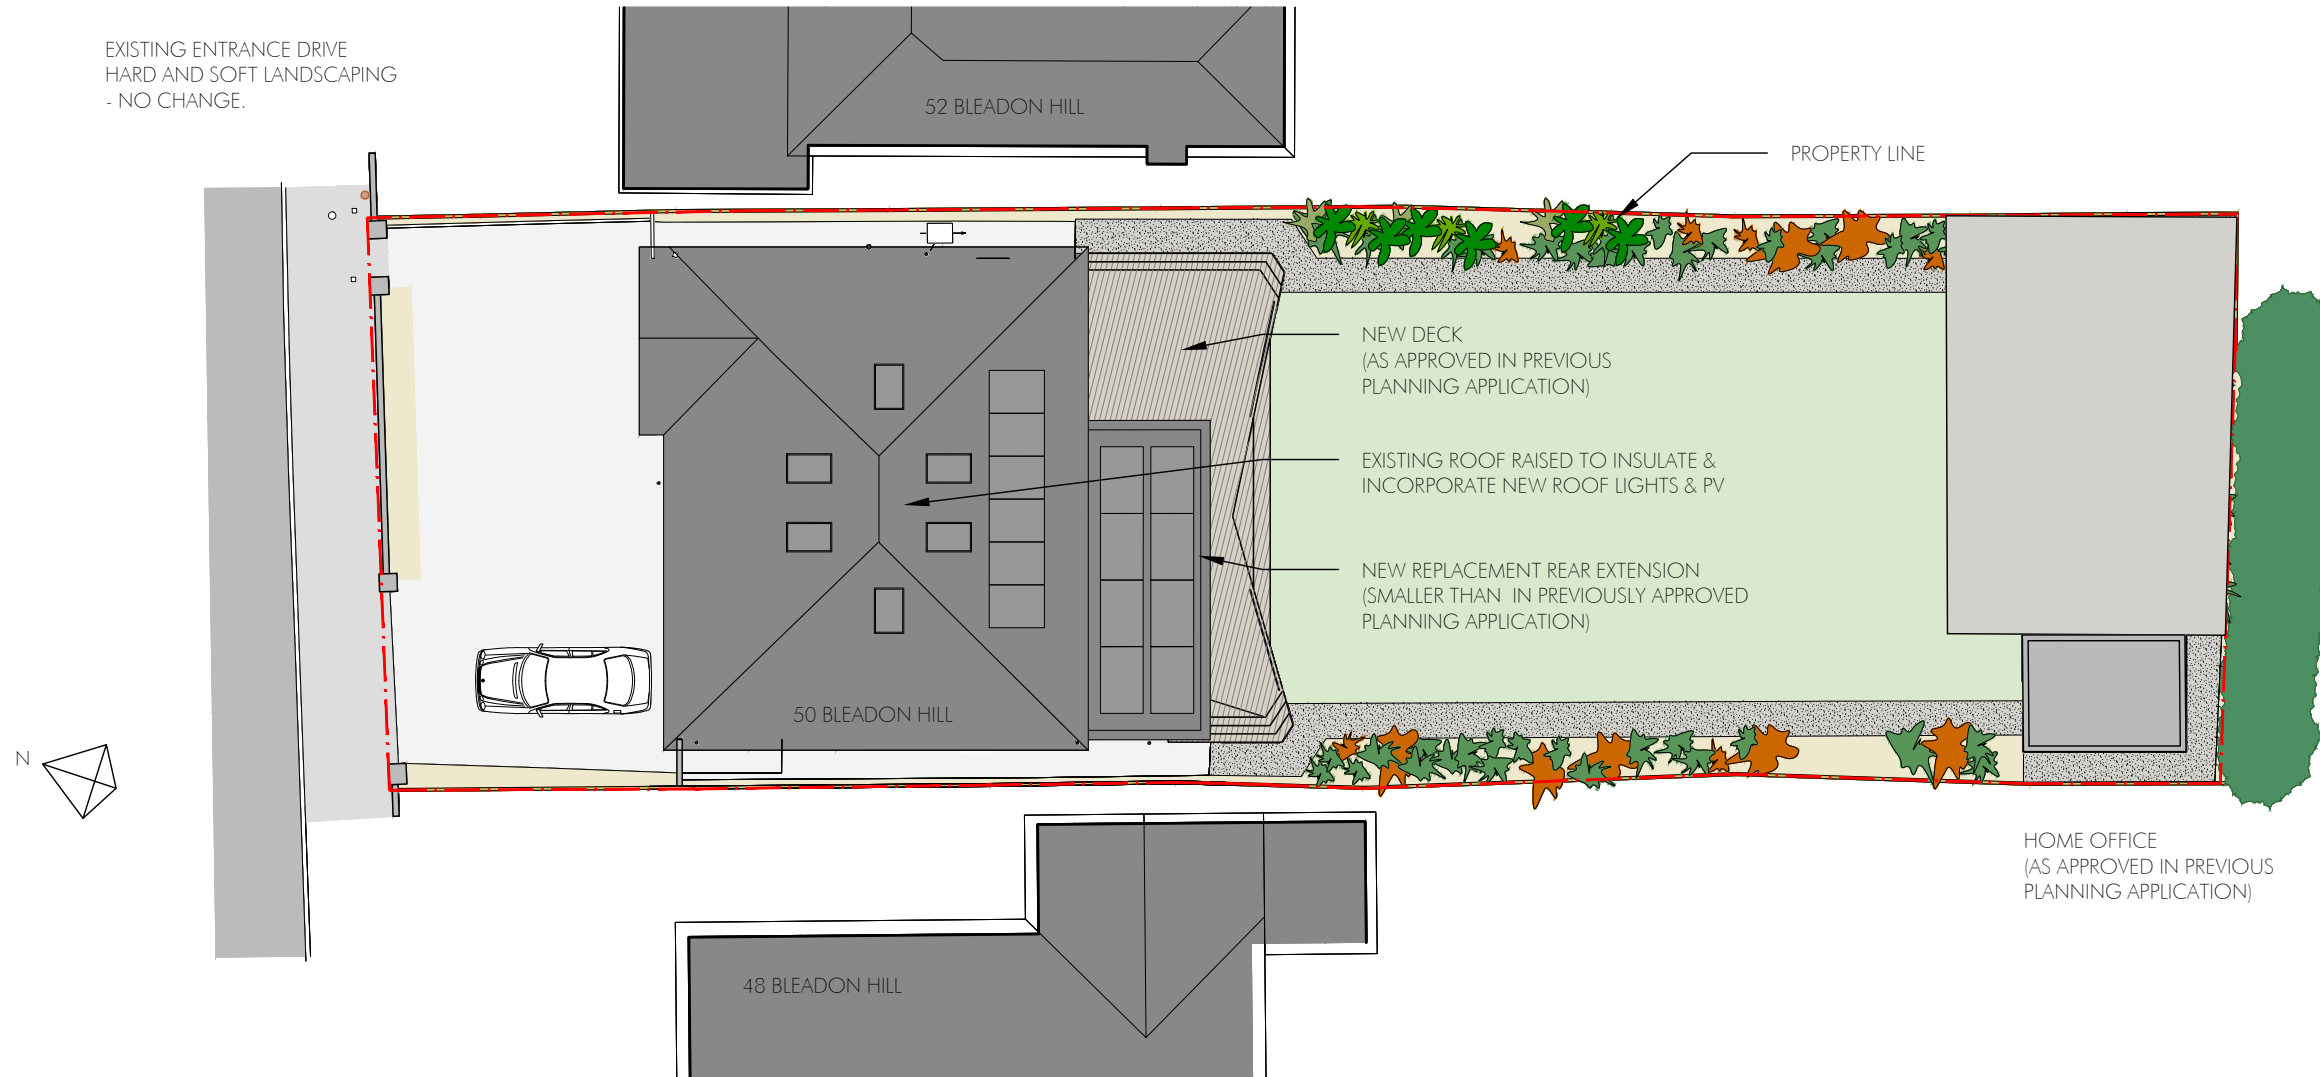 EXISTING ENTRANCE DRIVE
HARD AND SOFT LANDSCAPING
- NO CHANGE.
52 BLEADON HILL
PROPERTY LINE
NEW DECK
(AS APPROVED IN PREVIOUS
PLANNING APPLICATION)
EXISTING ROOF RAISED TO INSULATE &
INCORPORATE NEW ROOF LIGHTS & PV
NEW REPLACEMENT REAR EXTENSION
(SMALLER THAN IN PREVIOUSLY APPROVED
PLANNING APPLICATION)
50 BLEADON HILL
N
HOME OFFICE
(AS APPROVED IN PREVIOUS
PLANNING APPLICATION)
48 BLEADON HILL